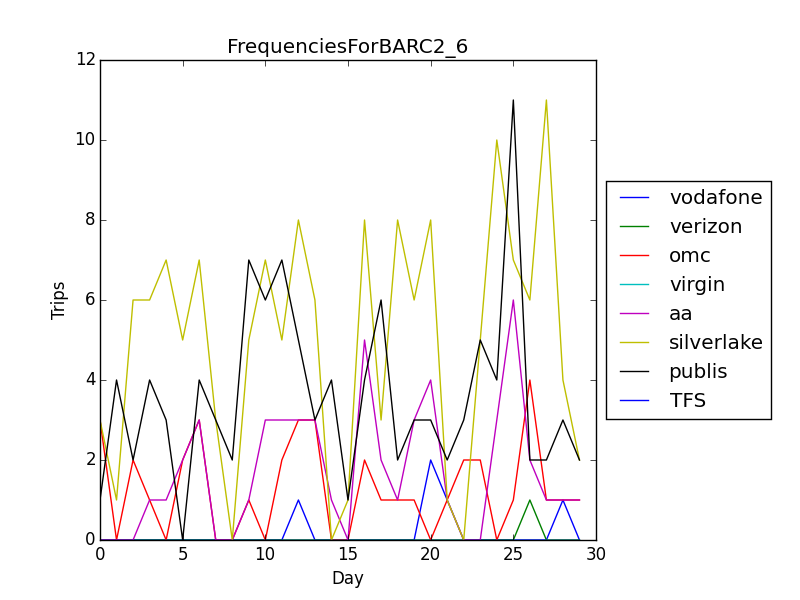 FrequenciesForBARC2_6
12
10
8
6
4
2
0
Trips
0 5 10 15 20 25 30
Day
vodafone
verizon
omc
virgin
aa
silverlake
publis
TFS